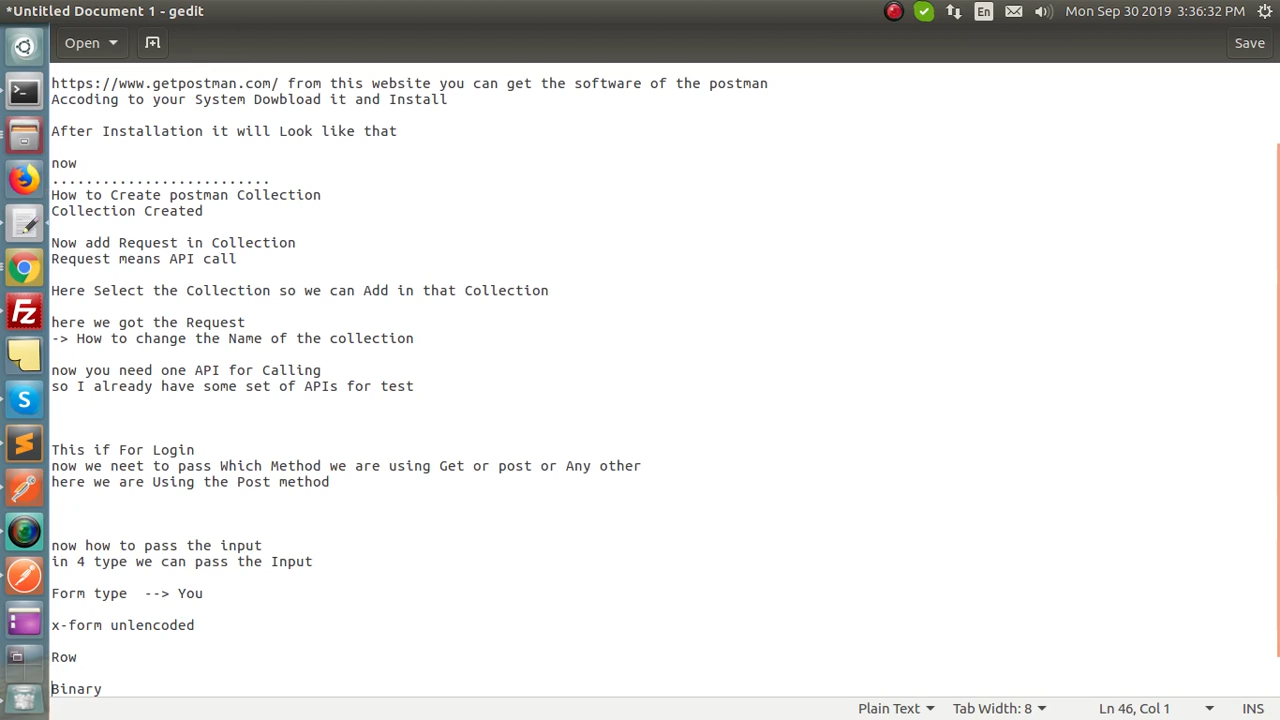 *Untitled Document 1 - gedit
En
Mon Sep 30 2019 3:36:32 PM
Open
Save
https://www.getpostman.com/ from this website you can get the software of the postman
Accoding to your System Dowbload it and Install
After Installation it will Look like that
now
..........................
How to Create postman Collection
Collection Created
Now add Request in Collection
Request means API call
Here Select the Collection so we can Add in that Collection
here we got the Request
-> How to change the Name of the collection
now you need one API for Calling
so I already have some set of APIs for test
This if For Login
now we neet to pass Which Method we are using Get or post or Any other
here we are Using the Post method
now how to pass the input
in 4 type we can pass the Input
Form type  --> You
x-form unlencoded
Row
Binary
Plain Text
Tab Width: 8
Ln 46, Col 1
INS